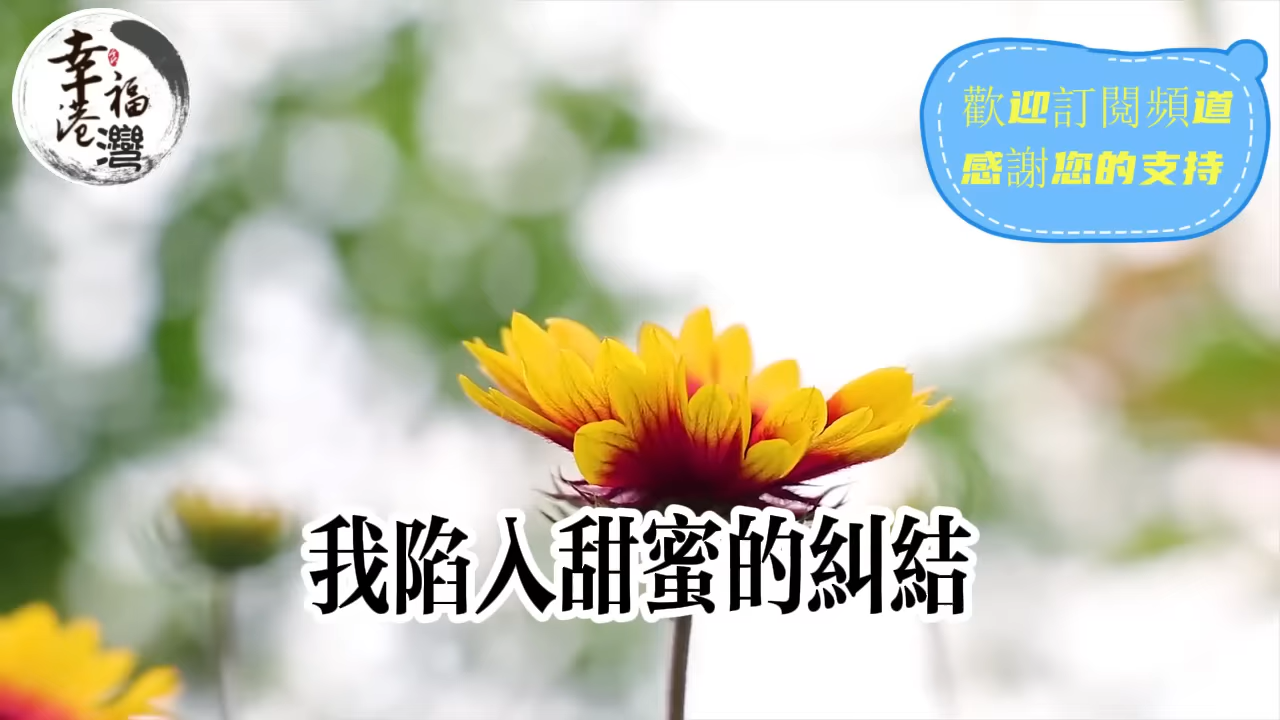 幸福
港灣
歡迎訂閱頻道
感謝您的支持
我陷入甜蜜的糾結